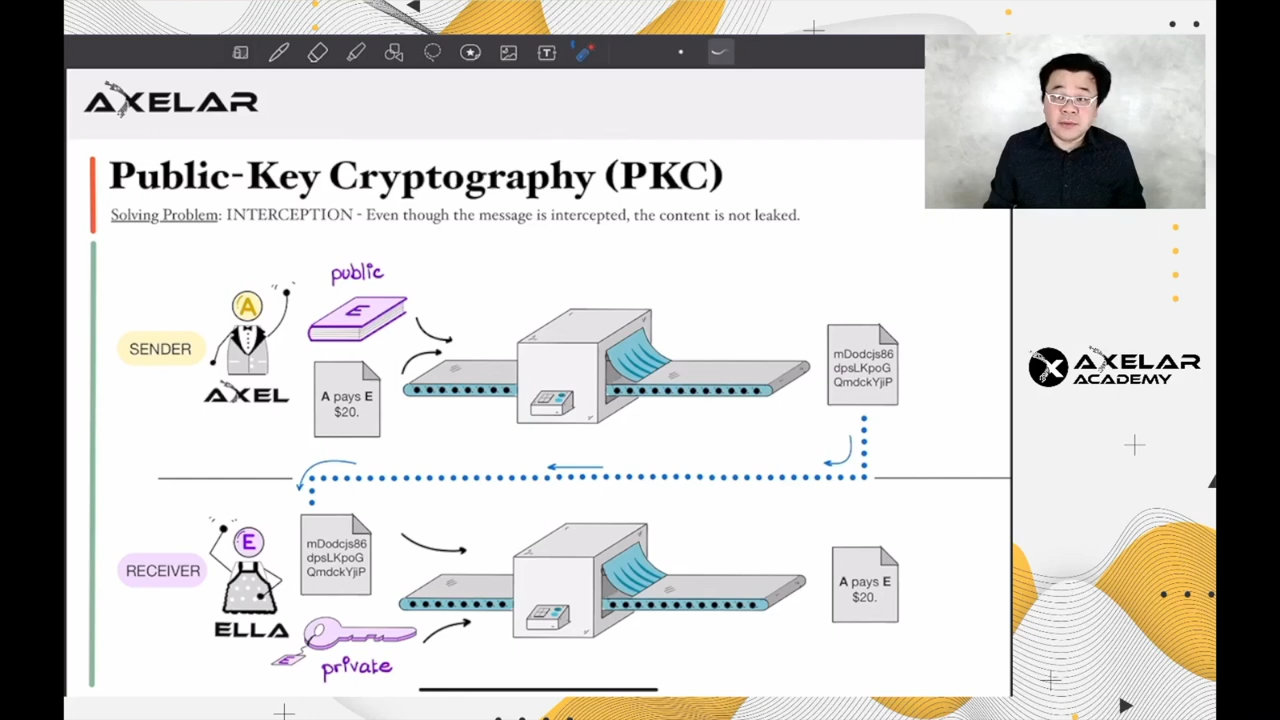 AXELAR
Public-Key Cryptography (PKC)
Solving Problem: INTERCEPTION - Even though the message is intercepted, the content is not leaked.
public
A
E
SENDER
AXEL
A pays E
$20.
mDodcjs86
dpsLKpoG
QmdckYjiP
AXELAR
ACADEMY
E
RECEIVER
ELLA
mDodcjs86
dpsLKpoG
QmdckYjiP
E
private
A pays E
$20.
T